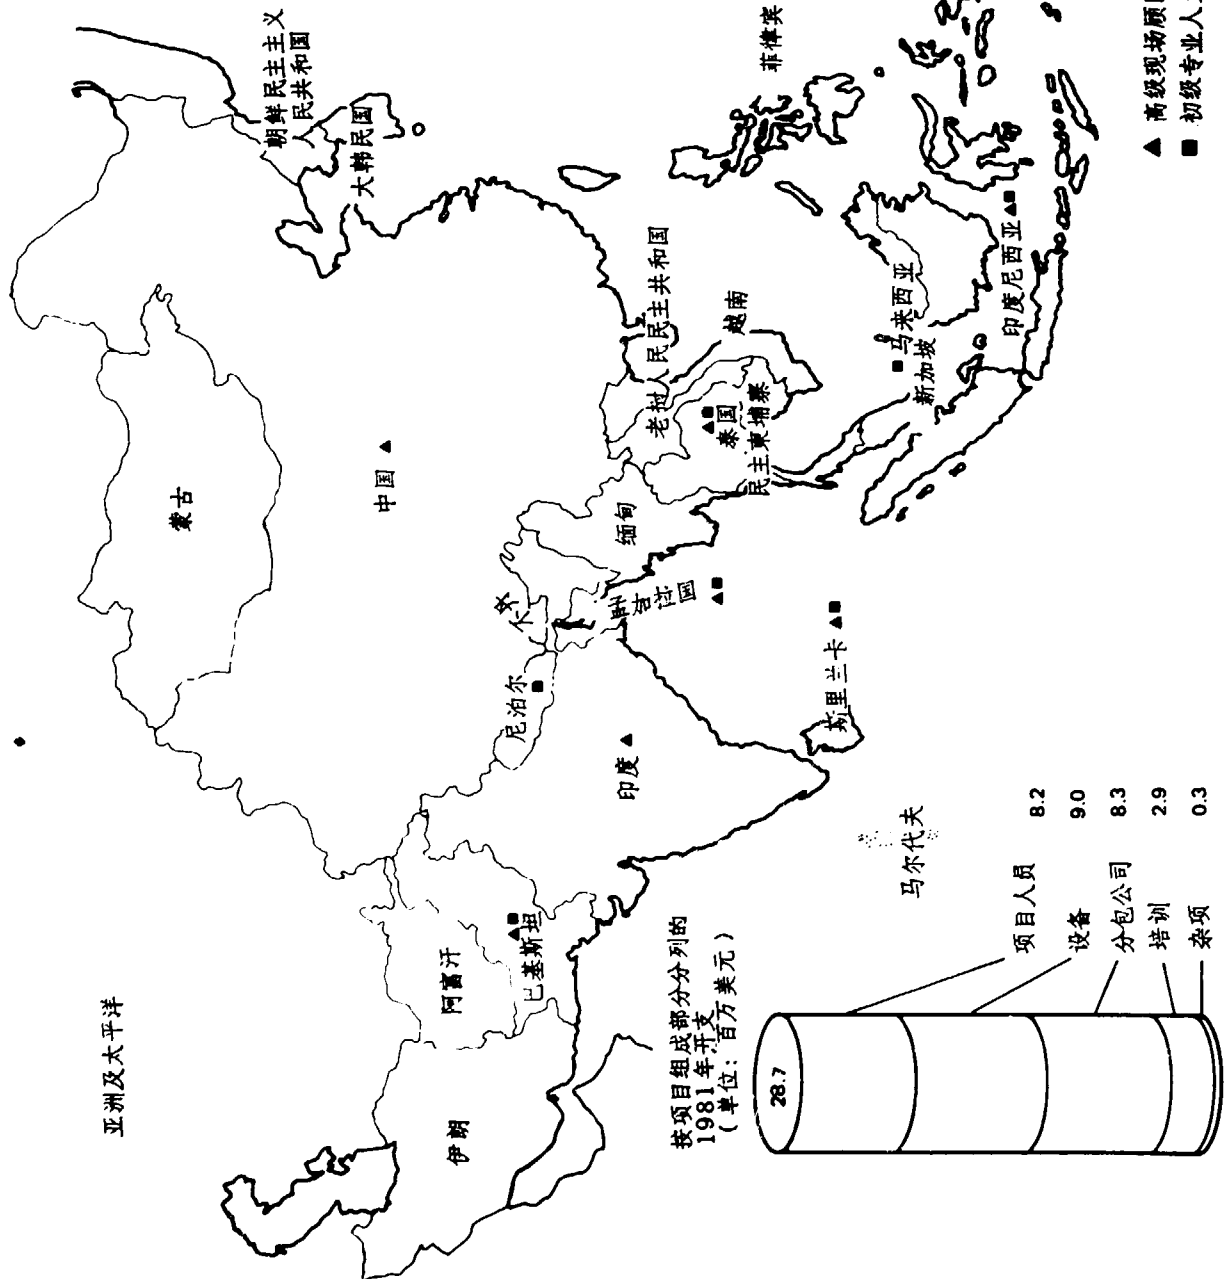 亚洲及太平洋
蒙古
朝鲜民主主义
人民共和国
大韩民国
中国 ▲
伊朗
阿富汗
巴基斯坦 ▲■
尼泊尔 ■
不丹
印度 ▲
孟加拉国 ▲■
缅甸
老挝人民民主共和国
越南
泰国 ▲■
民主柬埔寨
菲律宾
斯里兰卡 ▲■
马尔代夫
马来西亚
新加坡 ■
印度尼西亚 ▲■
按项目组成部分分列的
1981年开支
(单位：百万美元)
28.7
项目人员 8.2
设备 9.0
分包公司 8.3
培训 2.9
杂项 0.3
▲ 高级现场顾
■ 初级专业人